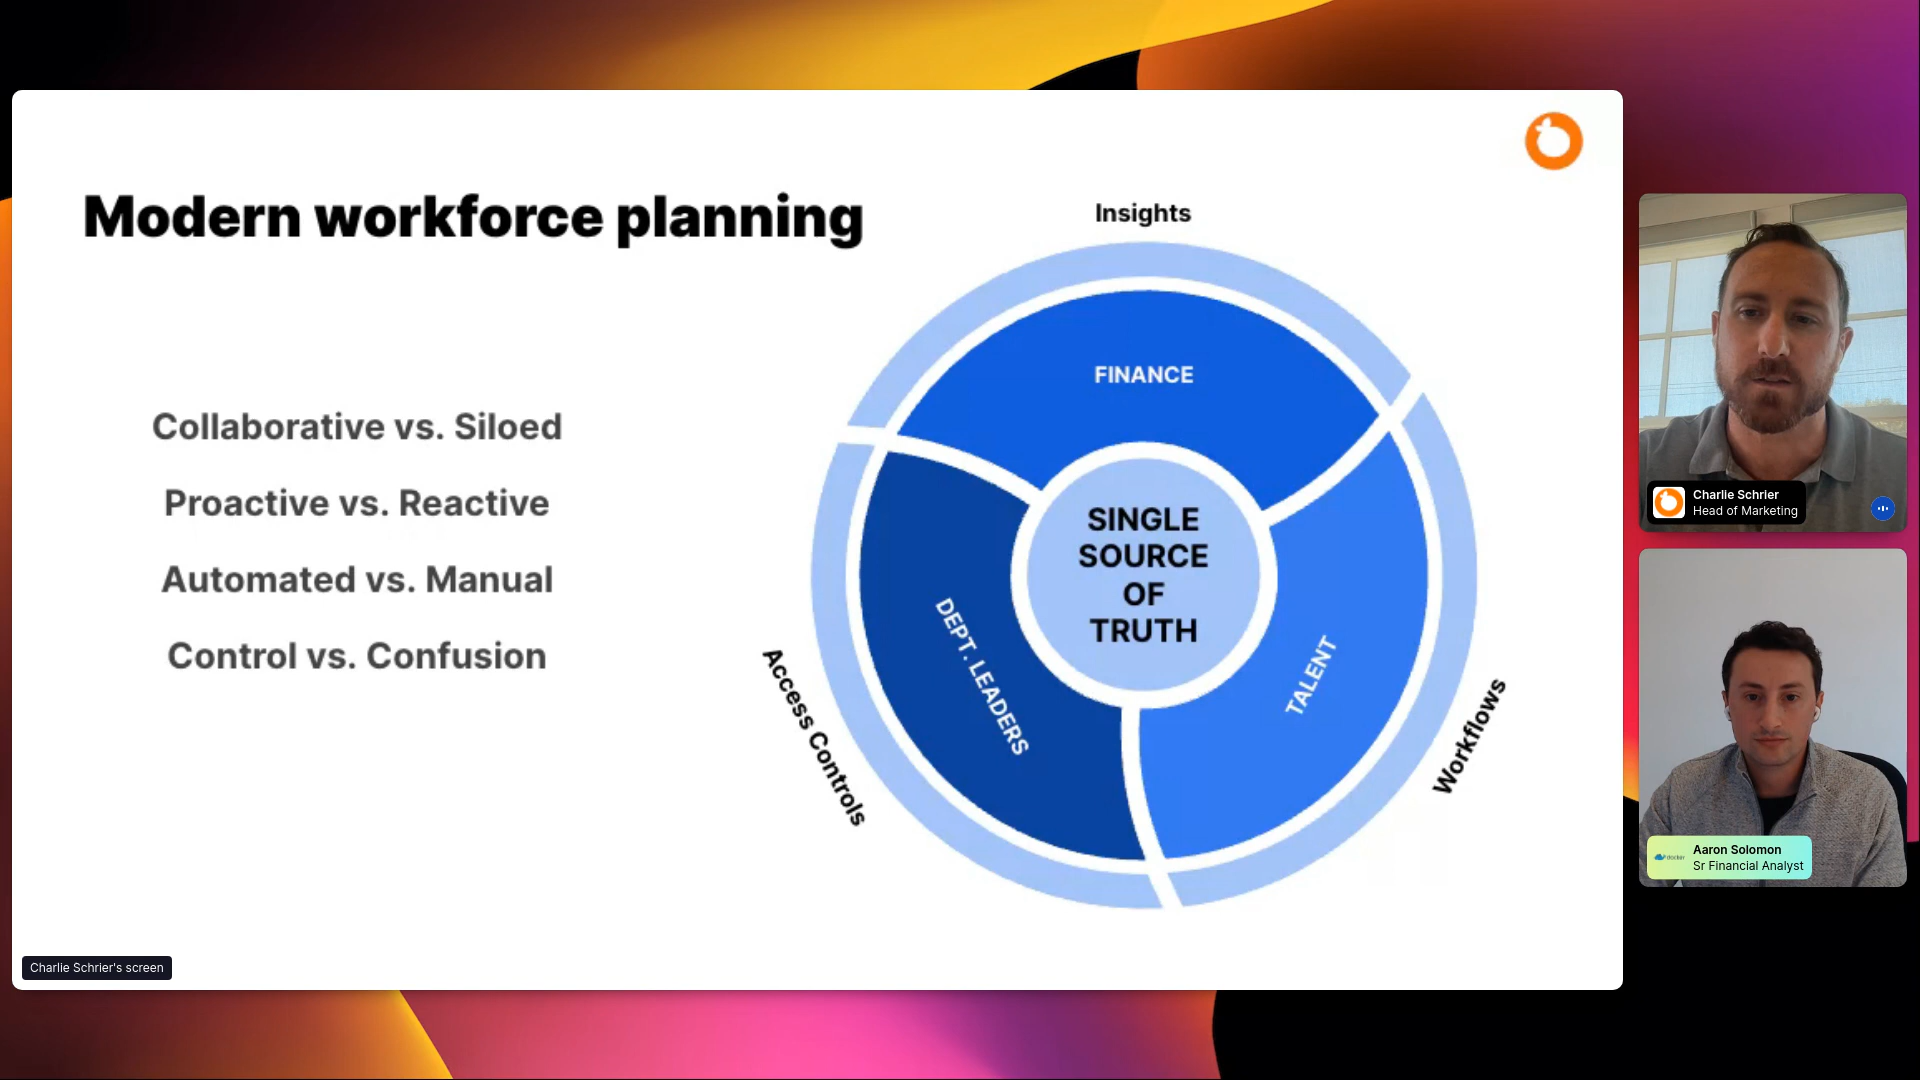 Modern workforce planning
Collaborative vs. Siloed
Proactive vs. Reactive
Automated vs. Manual
Control vs. Confusion
Insights
FINANCE
SINGLE
SOURCE
OF
TRUTH
DEPT. LEADERS
TALENT
Access Controls
Workflows
Charlie Schrier's screen
Charlie Schrier
Head of Marketing
docker
Aaron Solomon
Sr Financial Analyst